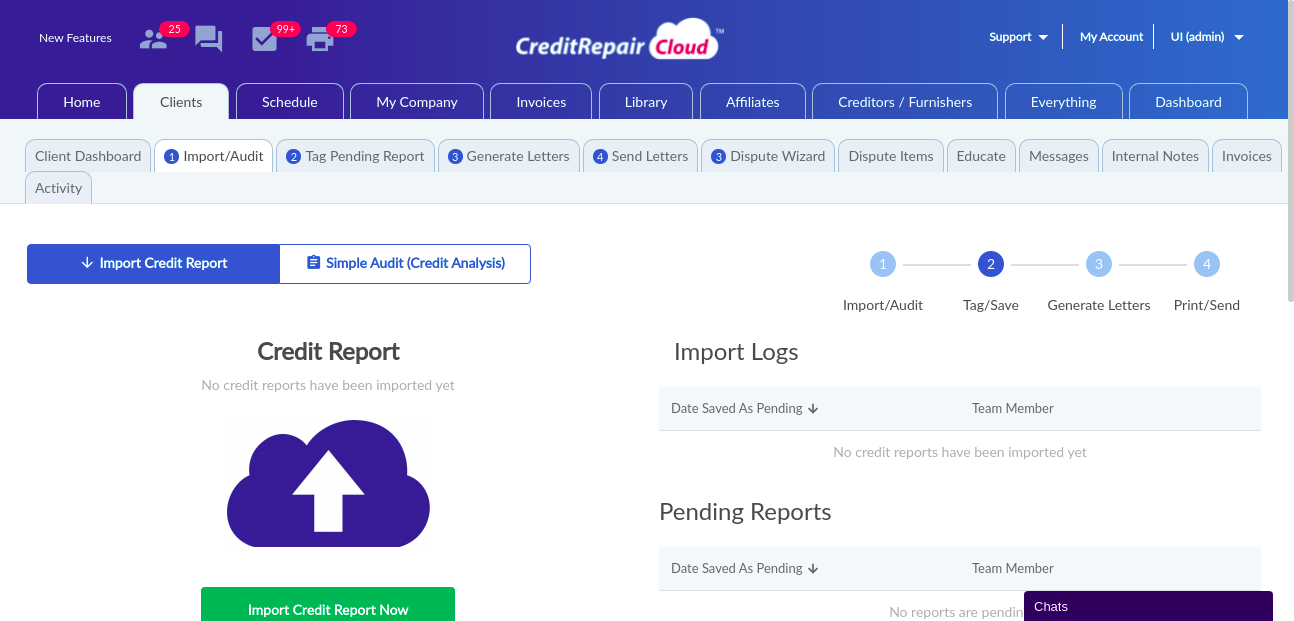 New Features 25 99+ 73 CreditRepair Cloud ™ Support My Account UI (admin)
Home Clients Schedule My Company Invoices Library Affiliates Creditors / Furnishers Everything Dashboard
Client Dashboard 1 Import/Audit 2 Tag Pending Report 3 Generate Letters 4 Send Letters 3 Dispute Wizard Dispute Items Educate Messages Internal Notes Invoices
Activity
Import Credit Report Simple Audit (Credit Analysis)
1 2 3 4
Import/Audit Tag/Save Generate Letters Print/Send
Credit Report
No credit reports have been imported yet
Import Credit Report Now
Import Logs
Date Saved As Pending Team Member
No credit reports have been imported yet
Pending Reports
Date Saved As Pending Team Member
No reports are pendin
Chats